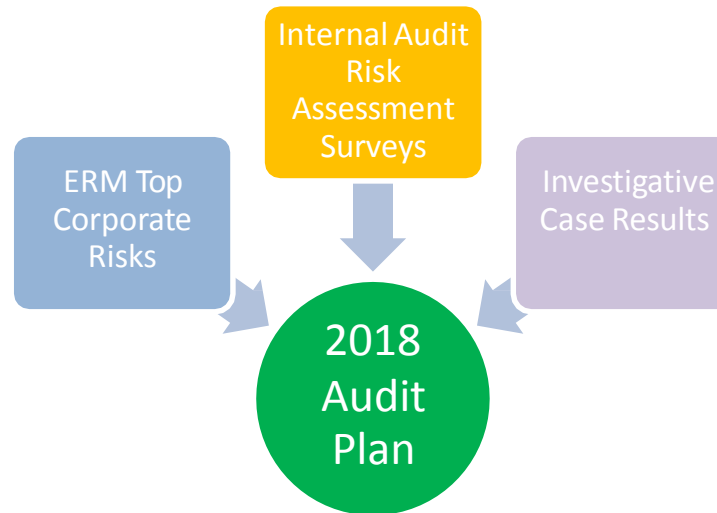 Internal Audit
Risk
Assessment
Surveys
ERM Top
Corporate
Risks
Investigative
Case Results
2018
Audit
Plan